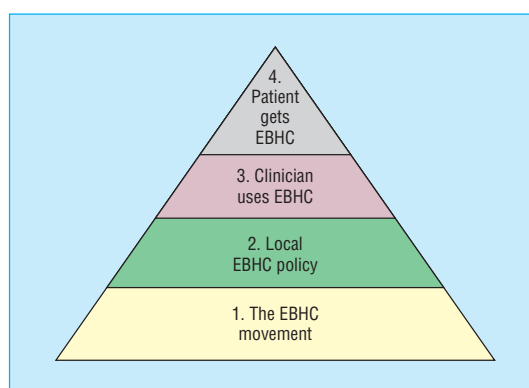 4.
Patient
gets
EBHC
3. Clinician
uses EBHC
2. Local
EBHC policy
1. The EBHC
movement